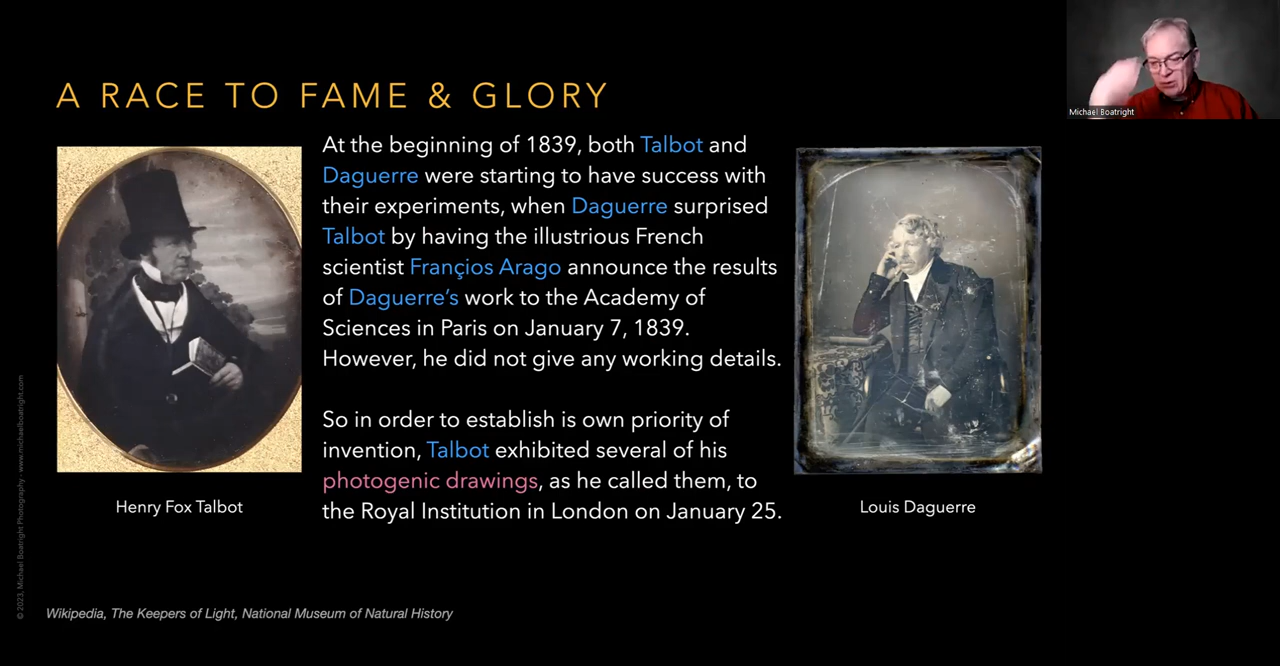 Michael Boatright
A RACE TO FAME & GLORY
At the beginning of 1839, both Talbot and
Daguerre were starting to have success with
their experiments, when Daguerre surprised
Talbot by having the illustrious French
scientist Françios Arago announce the results
of Daguerre’s work to the Academy of
Sciences in Paris on January 7, 1839.
However, he did not give any working details.
So in order to establish is own priority of
invention, Talbot exhibited several of his
photogenic drawings, as he called them, to
the Royal Institution in London on January 25.
Henry Fox Talbot
Louis Daguerre
© 2023, Michael Boatright Photography - www.michaelboatright.com
Wikipedia, The Keepers of Light, National Museum of Natural History